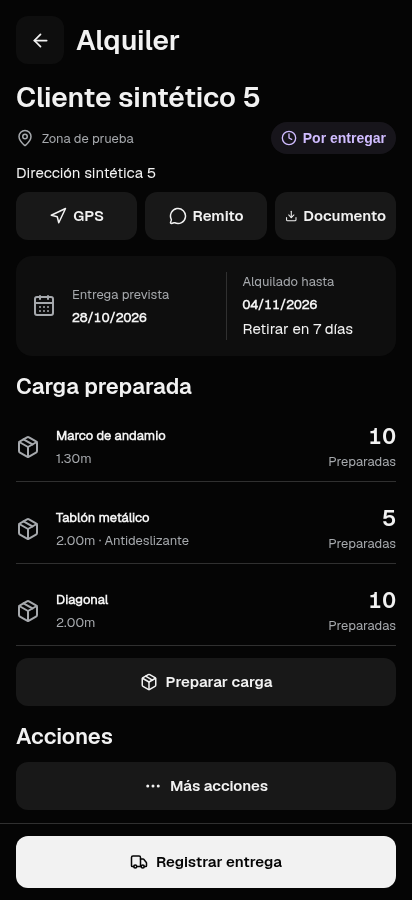 Alquiler
Cliente sintético 5
Zona de prueba
Por entregar
Dirección sintética 5
GPS
Remito
Documento
Entrega prevista
28/10/2026
Alquilado hasta
04/11/2026
Retirar en 7 días
Carga preparada
Marco de andamio
1.30m
10
Preparadas
Tablón metálico
2.00m · Antideslizante
5
Preparadas
Diagonal
2.00m
10
Preparadas
Preparar carga
Acciones
Más acciones
Registrar entrega